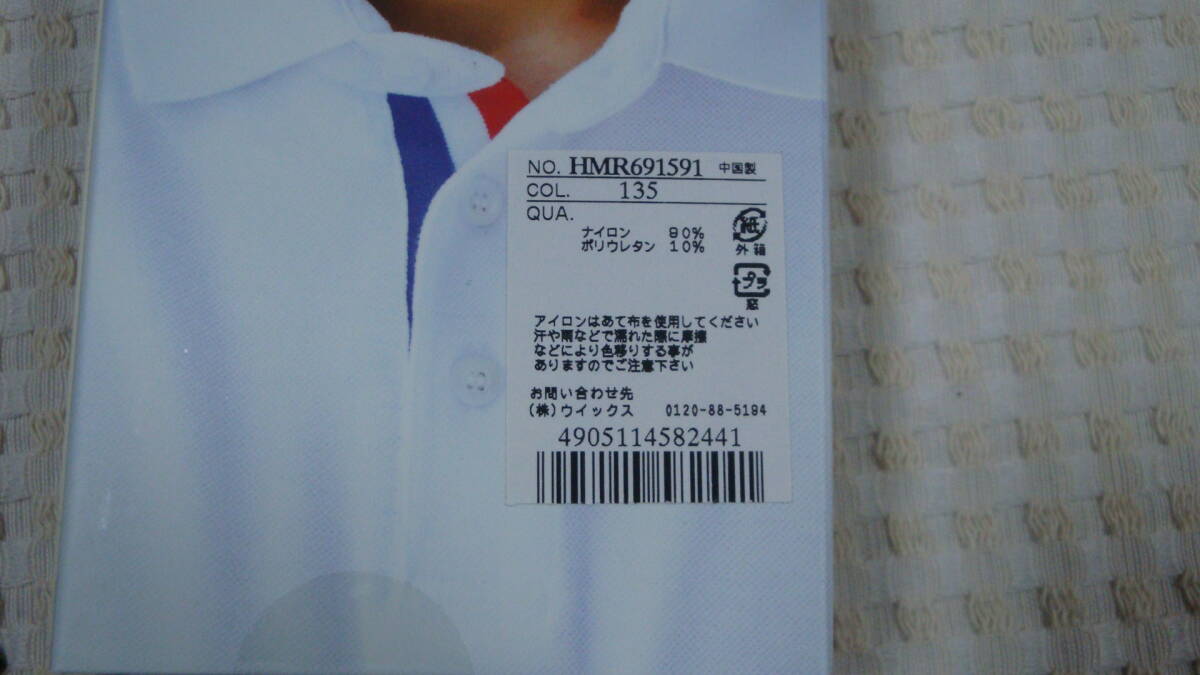 NO. HMR691591 中国製
COL. 135
QUA.
ナイロン 90%
ポリウレタン 10%
紙
外箱
プラ
窓
アイロンはあて布を使用してください
汗や雨などで濡れた際に摩擦
などにより色移りする事が
ありますのでご注意下さい
お問い合わせ先
(株)ウイックス 0120-88-5194
4905114582441